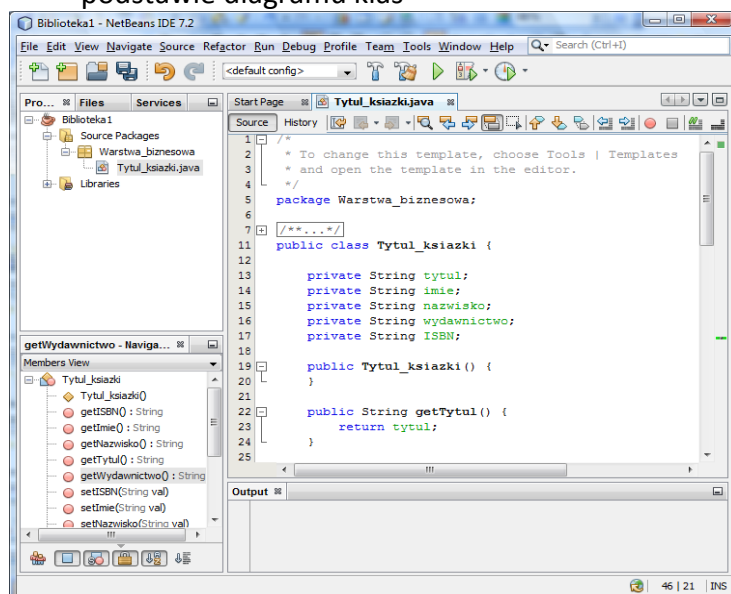 podstawie diagramu klas
Biblioteka1 - NetBeans IDE 7.2
File Edit View Navigate Source Refactor Run Debug Profile Team Tools Window Help
Search (Ctrl+I)
<default config>
Pro... Files Services
Biblioteka1
Source Packages
Warstwa_biznesowa
Tytul_ksiazki.java
Libraries
Start Page Tytul_ksiazki.java
Source History
1 /*
2 * To change this template, choose Tools | Templates
3 * and open the template in the editor.
4 */
5 package Warstwa_biznesowa;
6
7 /**...*/
11 public class Tytul_ksiazki {
12
13 private String tytul;
14 private String imie;
15 private String nazwisko;
16 private String wydawnictwo;
17 private String ISBN;
18
19 public Tytul_ksiazki() {
20 }
21
22 public String getTytul() {
23 return tytul;
24 }
25
getWydawnictwo - Naviga...
Members View
Tytul_ksiazki
Tytul_ksiazki()
getISBN() : String
getImie() : String
getNazwisko() : String
getTytul() : String
getWydawnictwo() : String
setISBN(String val)
setImie(String val)
setNazwisko(String val)
Output
46 | 21 INS